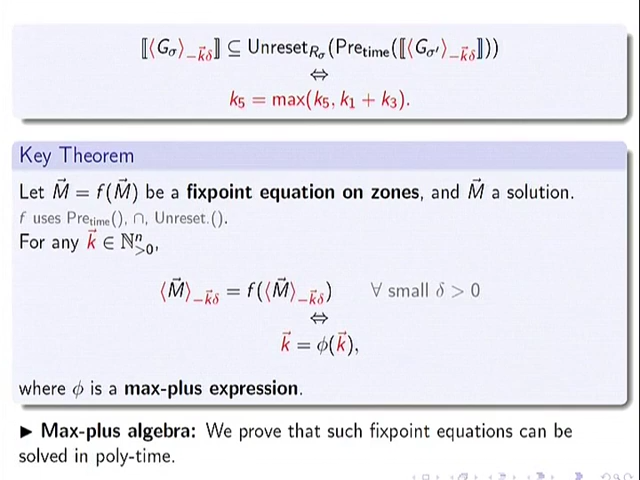 ⟦⟨G_σ⟩_{−k⃗δ}⟧ ⊆ Unreset_{R_σ}(Pre_time(⟦⟨G_{σ′}⟩_{−k⃗δ}⟧))
⇔
k₅ = max(k₅, k₁ + k₃).
Key Theorem
Let M⃗ = f(M⃗) be a fixpoint equation on zones, and M⃗ a solution.
f uses Pre_time(), ∩, Unreset.().
For any k⃗ ∈ ℕⁿ_{>0},
⟨M⃗⟩_{−k⃗δ} = f(⟨M⃗⟩_{−k⃗δ}) ∀ small δ > 0
⇔
k⃗ = ϕ(k⃗),
where ϕ is a max-plus expression.
▶ Max-plus algebra: We prove that such fixpoint equations can be
solved in poly-time.